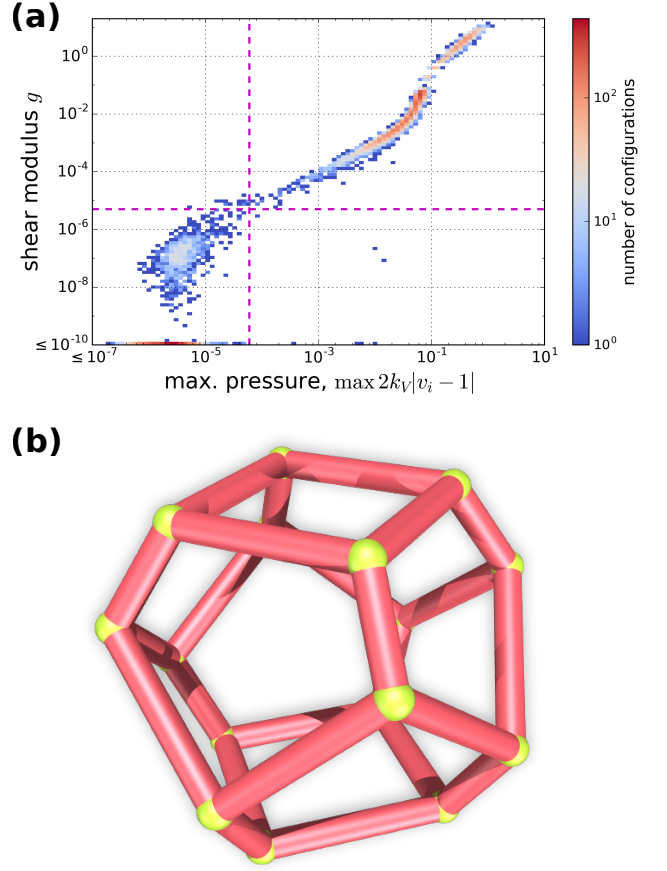 (a)
shear modulus g
10^0
10^-2
10^-4
10^-6
10^-8
≤ 10^-10
≤ 10^-7
10^-5
10^-3
10^-1
10^1
max. pressure, max 2k_V|v_i − 1|
10^2
10^1
10^0
number of configurations
(b)